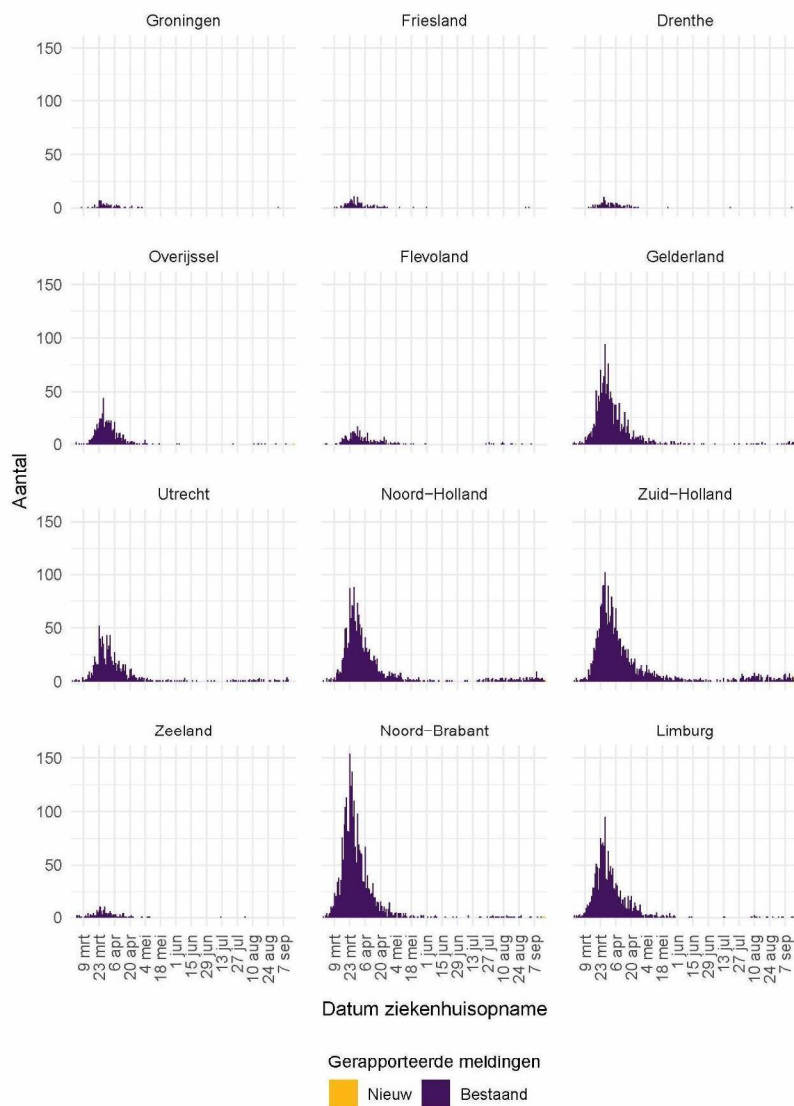 Groningen Friesland Drenthe
150
100
50
0
Overijssel Flevoland Gelderland
150
100
50
0
Aantal
Utrecht Noord-Holland Zuid-Holland
150
100
50
0
Zeeland Noord-Brabant Limburg
150
100
50
0
9 mrt 23 mrt 6 apr 20 apr 4 mei 18 mei 1 jun 15 jun 29 jun 13 jul 27 jul 10 aug 24 aug 7 sep 9 mrt 23 mrt 6 apr 20 apr 4 mei 18 mei 1 jun 15 jun 29 jun 13 jul 27 jul 10 aug 24 aug 7 sep 9 mrt 23 mrt 6 apr 20 apr 4 mei 18 mei 1 jun 15 jun 29 jun 13 jul 27 jul 10 aug 24 aug 7 sep
Datum ziekenhuisopname
Gerapporteerde meldingen
Nieuw Bestaand